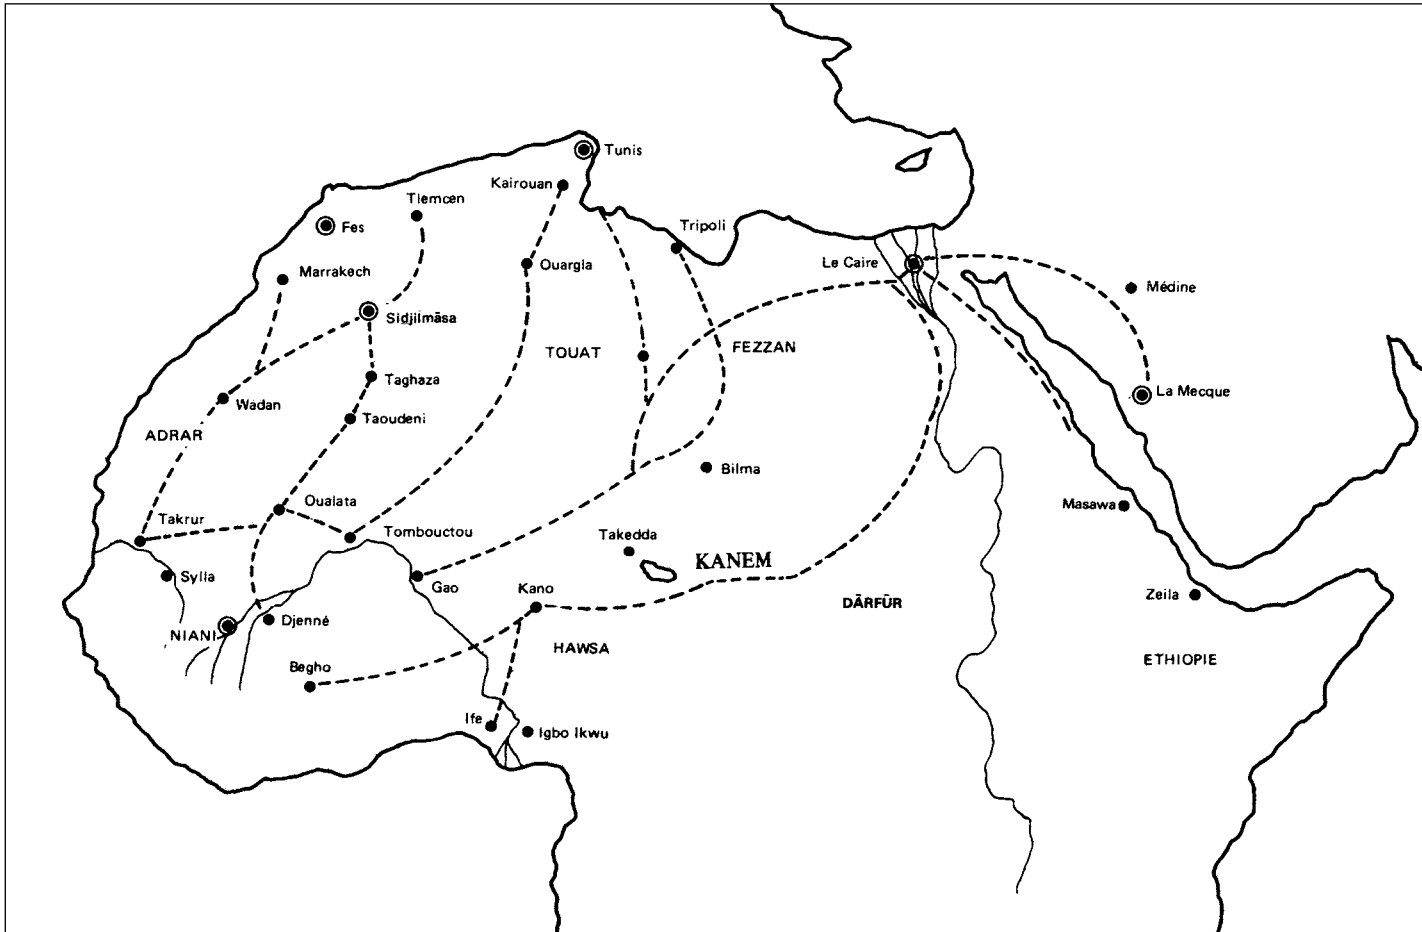 Tunis
Kairouan
Tlemcen
Fes
Tripoli
Ouargla
Le Caire
Marrakech
Médine
Sidjilmāsa
TOUAT
FEZZAN
Taghaza
La Mecque
Wādan
Taoudeni
ADRAR
Bilma
Oualata
Masawa
Takrur
Tombouctou
Takedda
KANEM
Sylla
Gao
Kano
Zeila
DĀRFŪR
Djenné
NIANI
HAWSA
Begho
ETHIOPIE
Ife
Igbo Ikwu